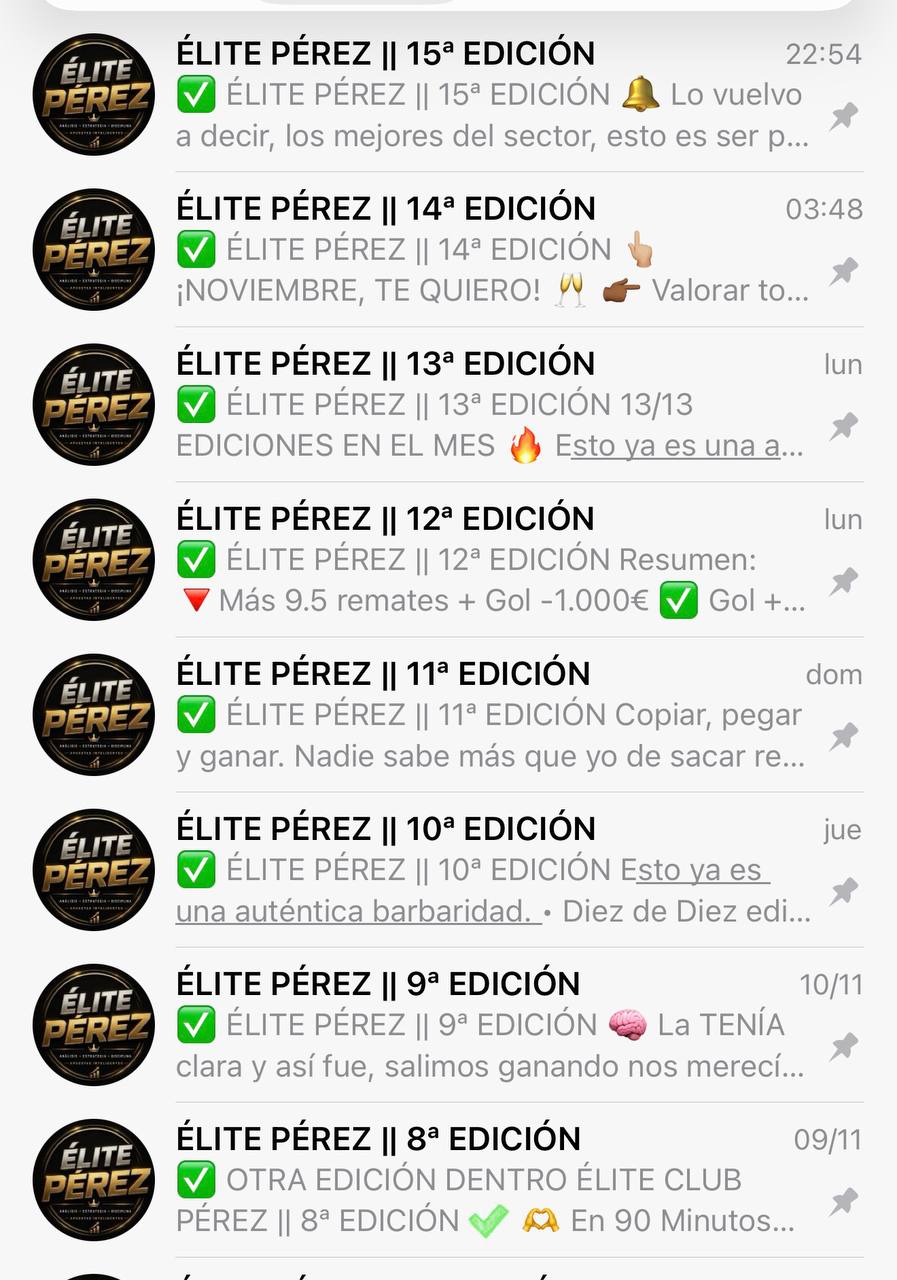 ÉLITE PÉREZ || 15ª EDICIÓN 22:54
✅ ÉLITE PÉREZ || 15ª EDICIÓN 🔔 Lo vuelvo
a decir, los mejores del sector, esto es ser p...
ÉLITE PÉREZ || 14ª EDICIÓN 03:48
✅ ÉLITE PÉREZ || 14ª EDICIÓN 👆🏼
¡NOVIEMBRE, TE QUIERO! 🥂 👉🏾 Valorar to...
ÉLITE PÉREZ || 13ª EDICIÓN lun
✅ ÉLITE PÉREZ || 13ª EDICIÓN 13/13
EDICIONES EN EL MES 🔥 Esto ya es una a...
ÉLITE PÉREZ || 12ª EDICIÓN lun
✅ ÉLITE PÉREZ || 12ª EDICIÓN Resumen:
🔻 Más 9.5 remates + Gol -1.000€ ✅ Gol +...
ÉLITE PÉREZ || 11ª EDICIÓN dom
✅ ÉLITE PÉREZ || 11ª EDICIÓN Copiar, pegar
y ganar. Nadie sabe más que yo de sacar re...
ÉLITE PÉREZ || 10ª EDICIÓN jue
✅ ÉLITE PÉREZ || 10ª EDICIÓN Esto ya es
una auténtica barbaridad. • Diez de Diez edi...
ÉLITE PÉREZ || 9ª EDICIÓN 10/11
✅ ÉLITE PÉREZ || 9ª EDICIÓN 🧠 La TENÍA
clara y así fue, salimos ganando nos merecí...
ÉLITE PÉREZ || 8ª EDICIÓN 09/11
✅ OTRA EDICIÓN DENTRO ÉLITE CLUB
PÉREZ || 8ª EDICIÓN ✅ 🫶 En 90 Minutos...